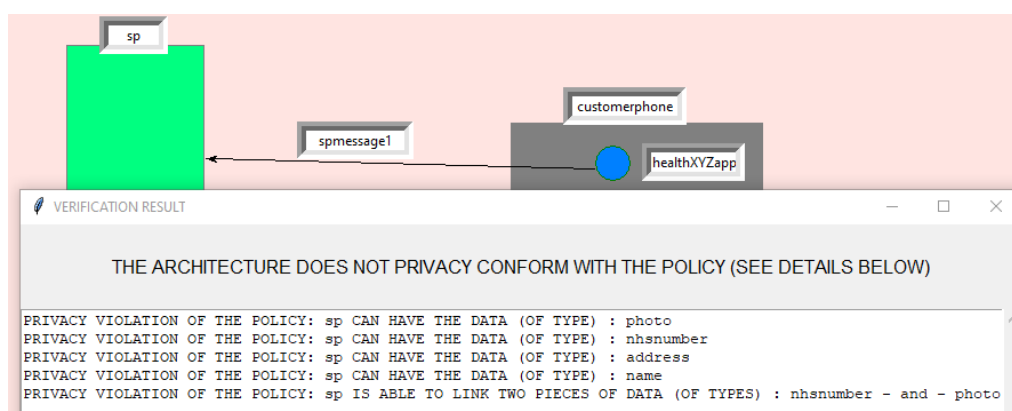 sp
customerphone
spmessage1
healthXYZapp
VERIFICATION RESULT
THE ARCHITECTURE DOES NOT PRIVACY CONFORM WITH THE POLICY (SEE DETAILS BELOW)
PRIVACY VIOLATION OF THE POLICY: sp CAN HAVE THE DATA (OF TYPE) : photo
PRIVACY VIOLATION OF THE POLICY: sp CAN HAVE THE DATA (OF TYPE) : nhsnumber
PRIVACY VIOLATION OF THE POLICY: sp CAN HAVE THE DATA (OF TYPE) : address
PRIVACY VIOLATION OF THE POLICY: sp CAN HAVE THE DATA (OF TYPE) : name
PRIVACY VIOLATION OF THE POLICY: sp IS ABLE TO LINK TWO PIECES OF DATA (OF TYPES) : nhsnumber - and - photo